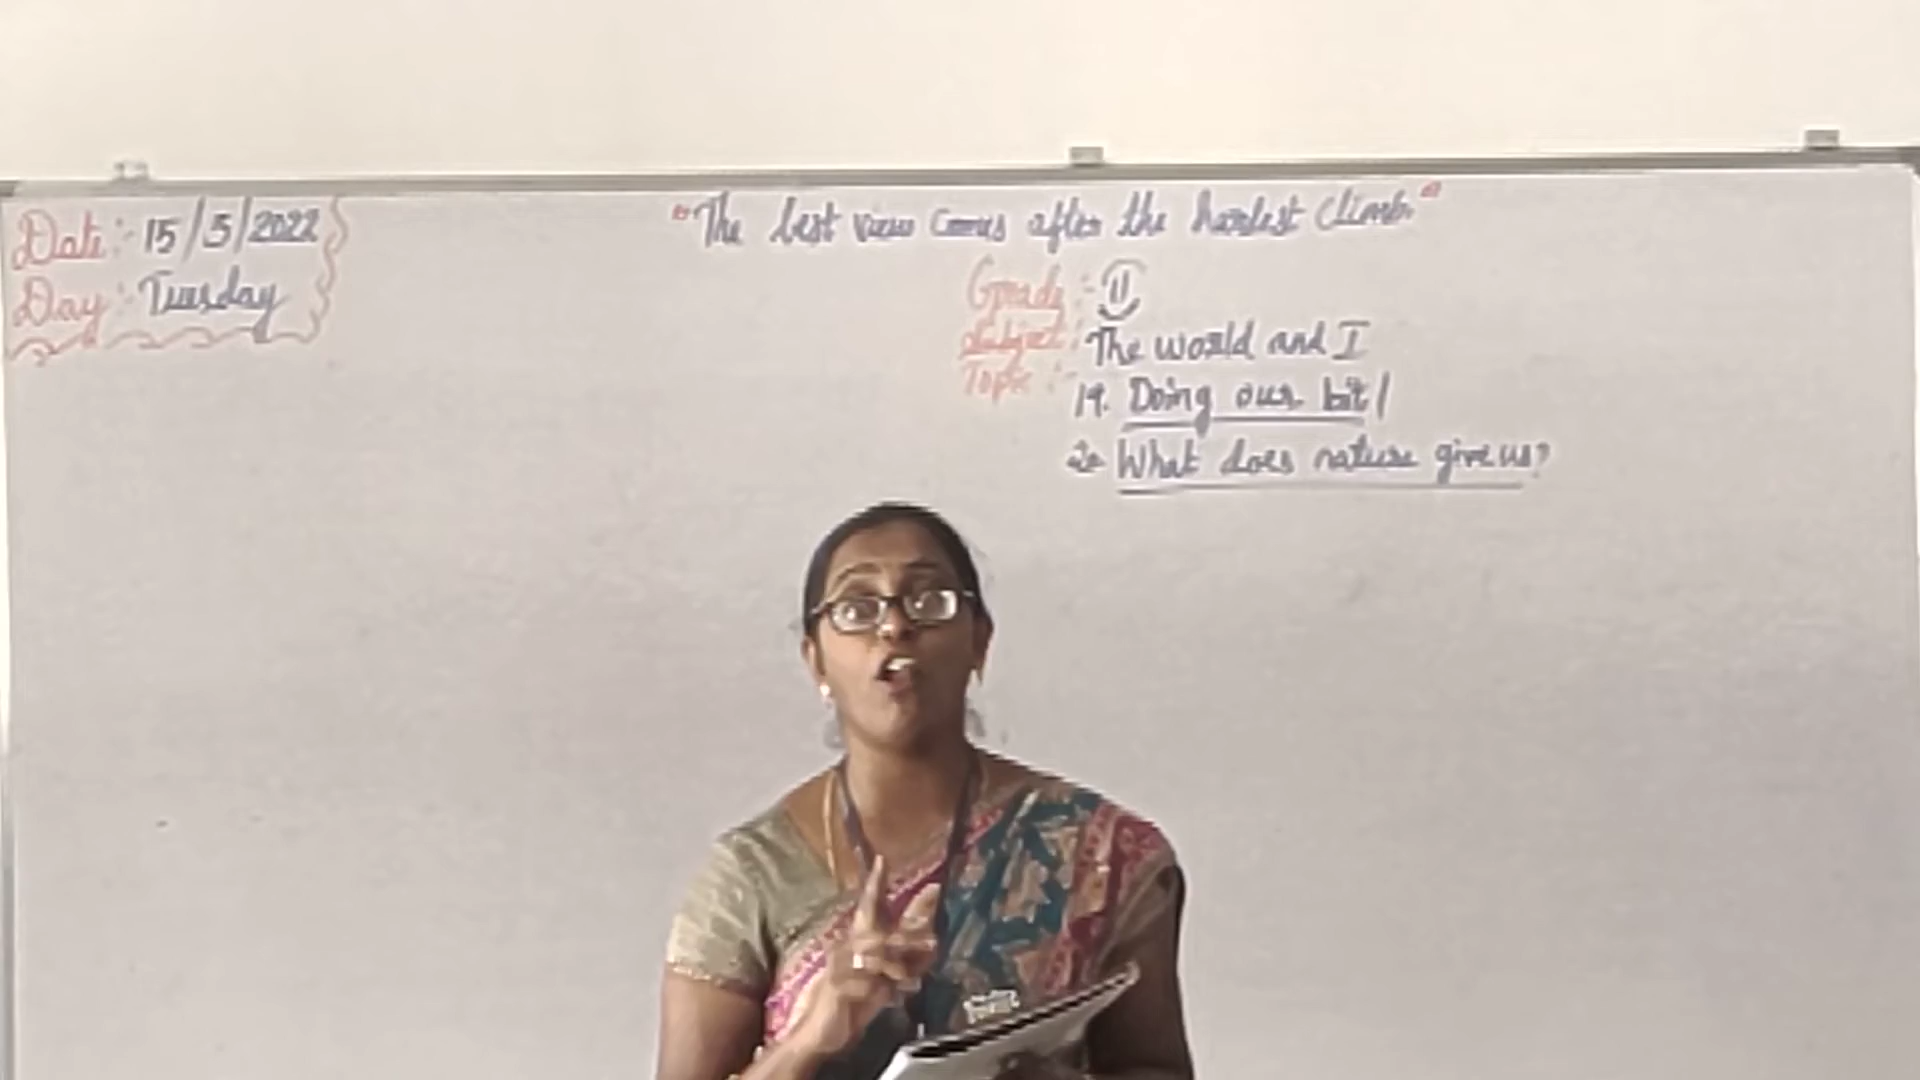 Date:- 15/3/2022
Day:- Tuesday
"The best view comes after the hardest climb."
Grade:- II
Subject:- The world and I
Topic:-
19. Doing our bit /
20 What does nature give us?